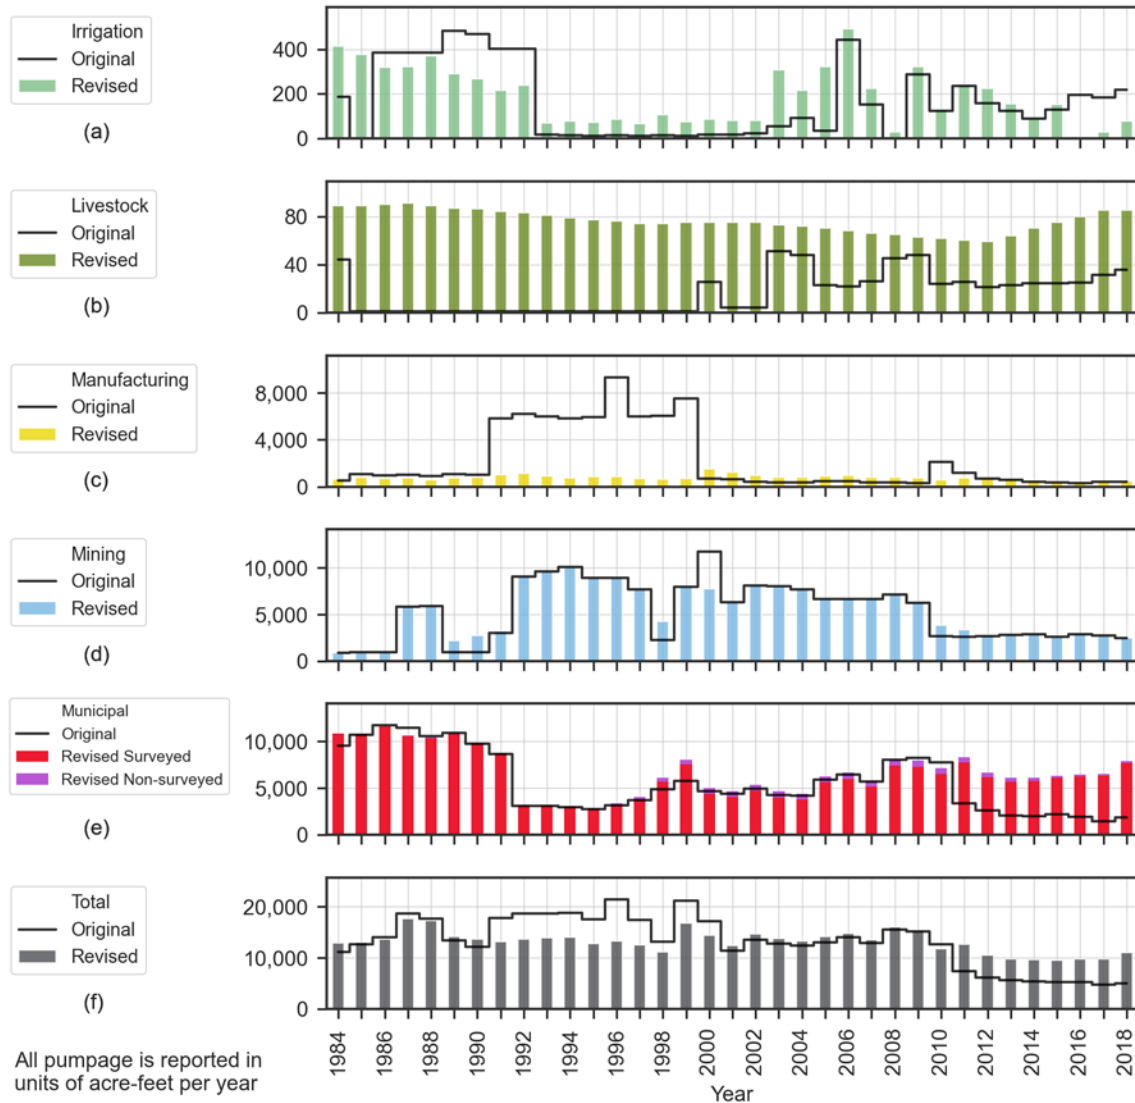 Irrigation
Original
Revised
(a)
400
200
0
Livestock
Original
Revised
(b)
80
40
0
Manufacturing
Original
Revised
(c)
8,000
4,000
0
Mining
Original
Revised
(d)
10,000
5,000
0
Municipal
Original
Revised Surveyed
Revised Non-surveyed
(e)
10,000
5,000
0
Total
Original
Revised
(f)
20,000
10,000
0
1984
1986
1988
1990
1992
1994
1996
1998
2000
2002
2004
2006
2008
2010
2012
2014
2016
2018
Year
All pumpage is reported in
units of acre-feet per year